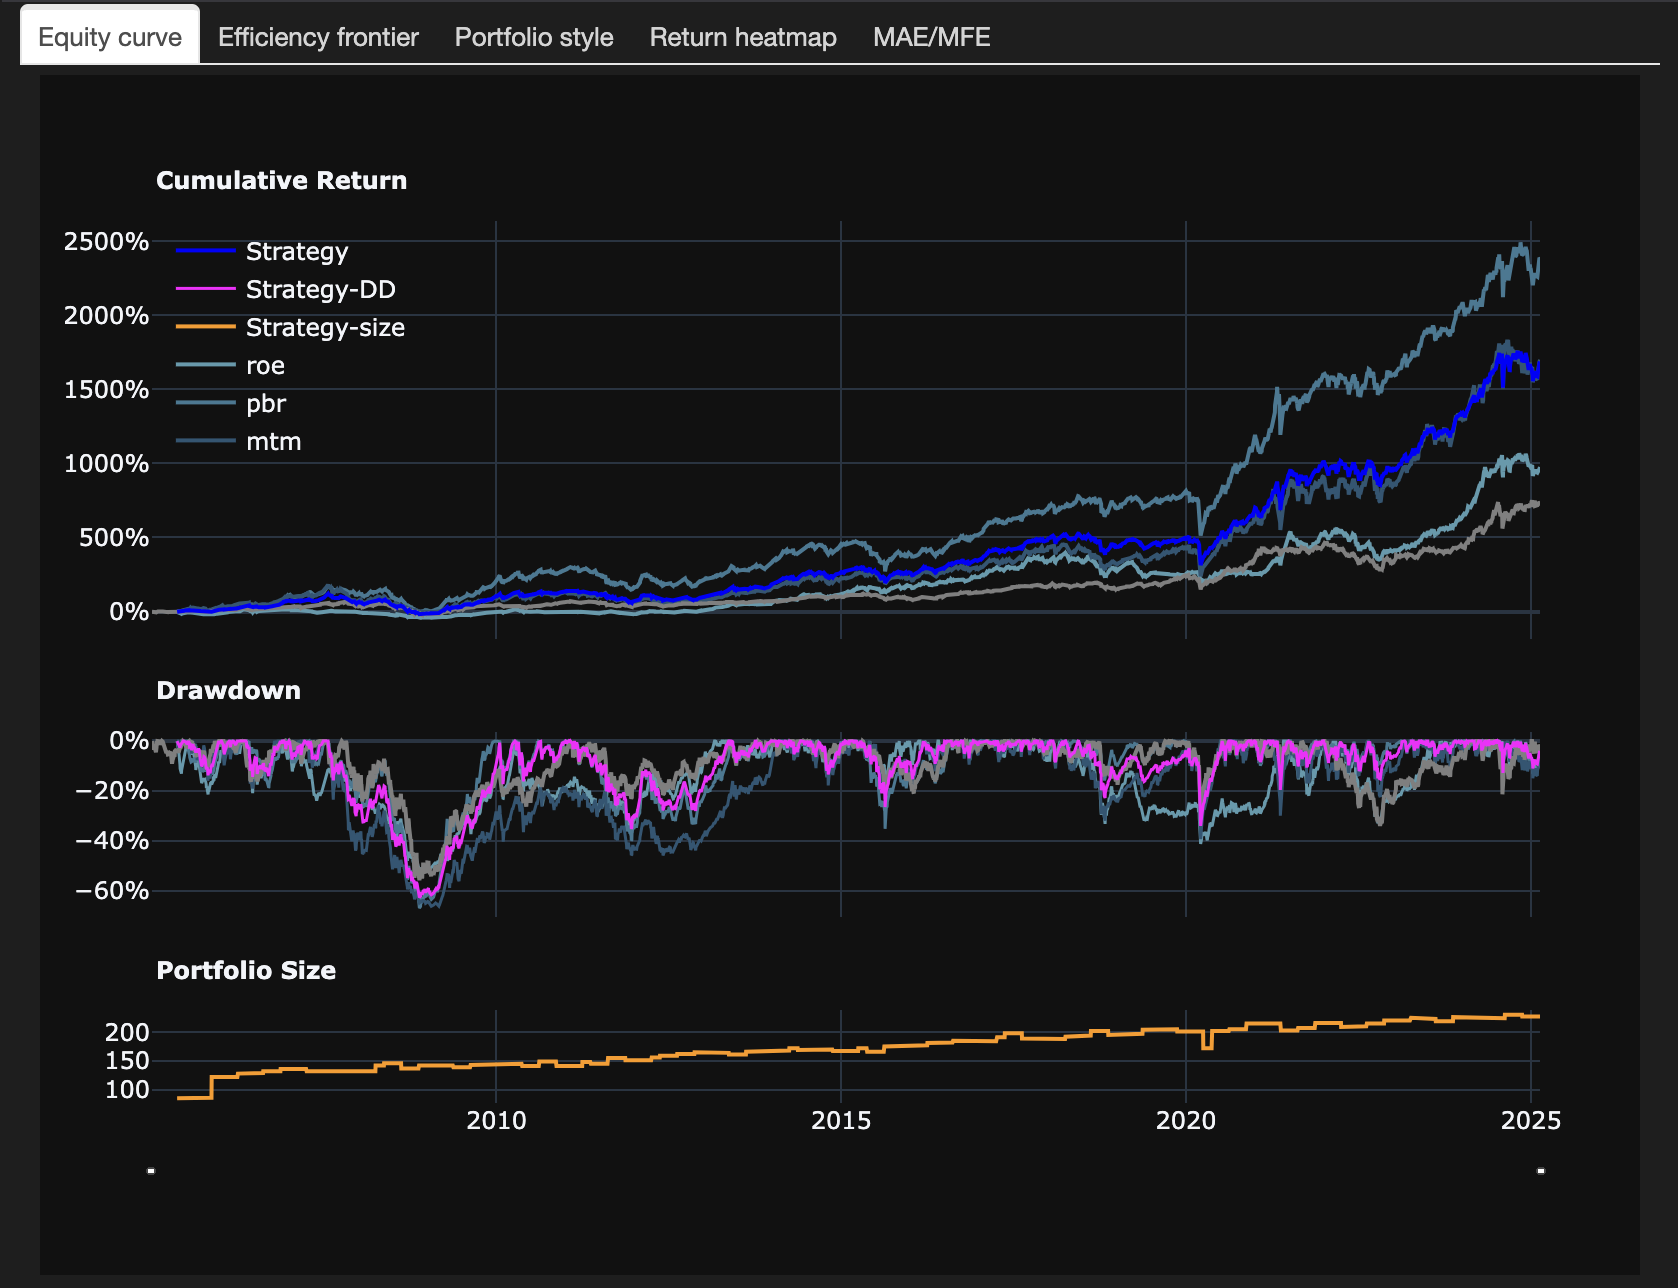 Equity curve Efficiency frontier Portfolio style Return heatmap MAE/MFE
Cumulative Return
2500%
2000%
1500%
1000%
500%
0%
Strategy
Strategy-DD
Strategy-size
roe
pbr
mtm
Drawdown
0%
−20%
−40%
−60%
Portfolio Size
200
150
100
2010 2015 2020 2025